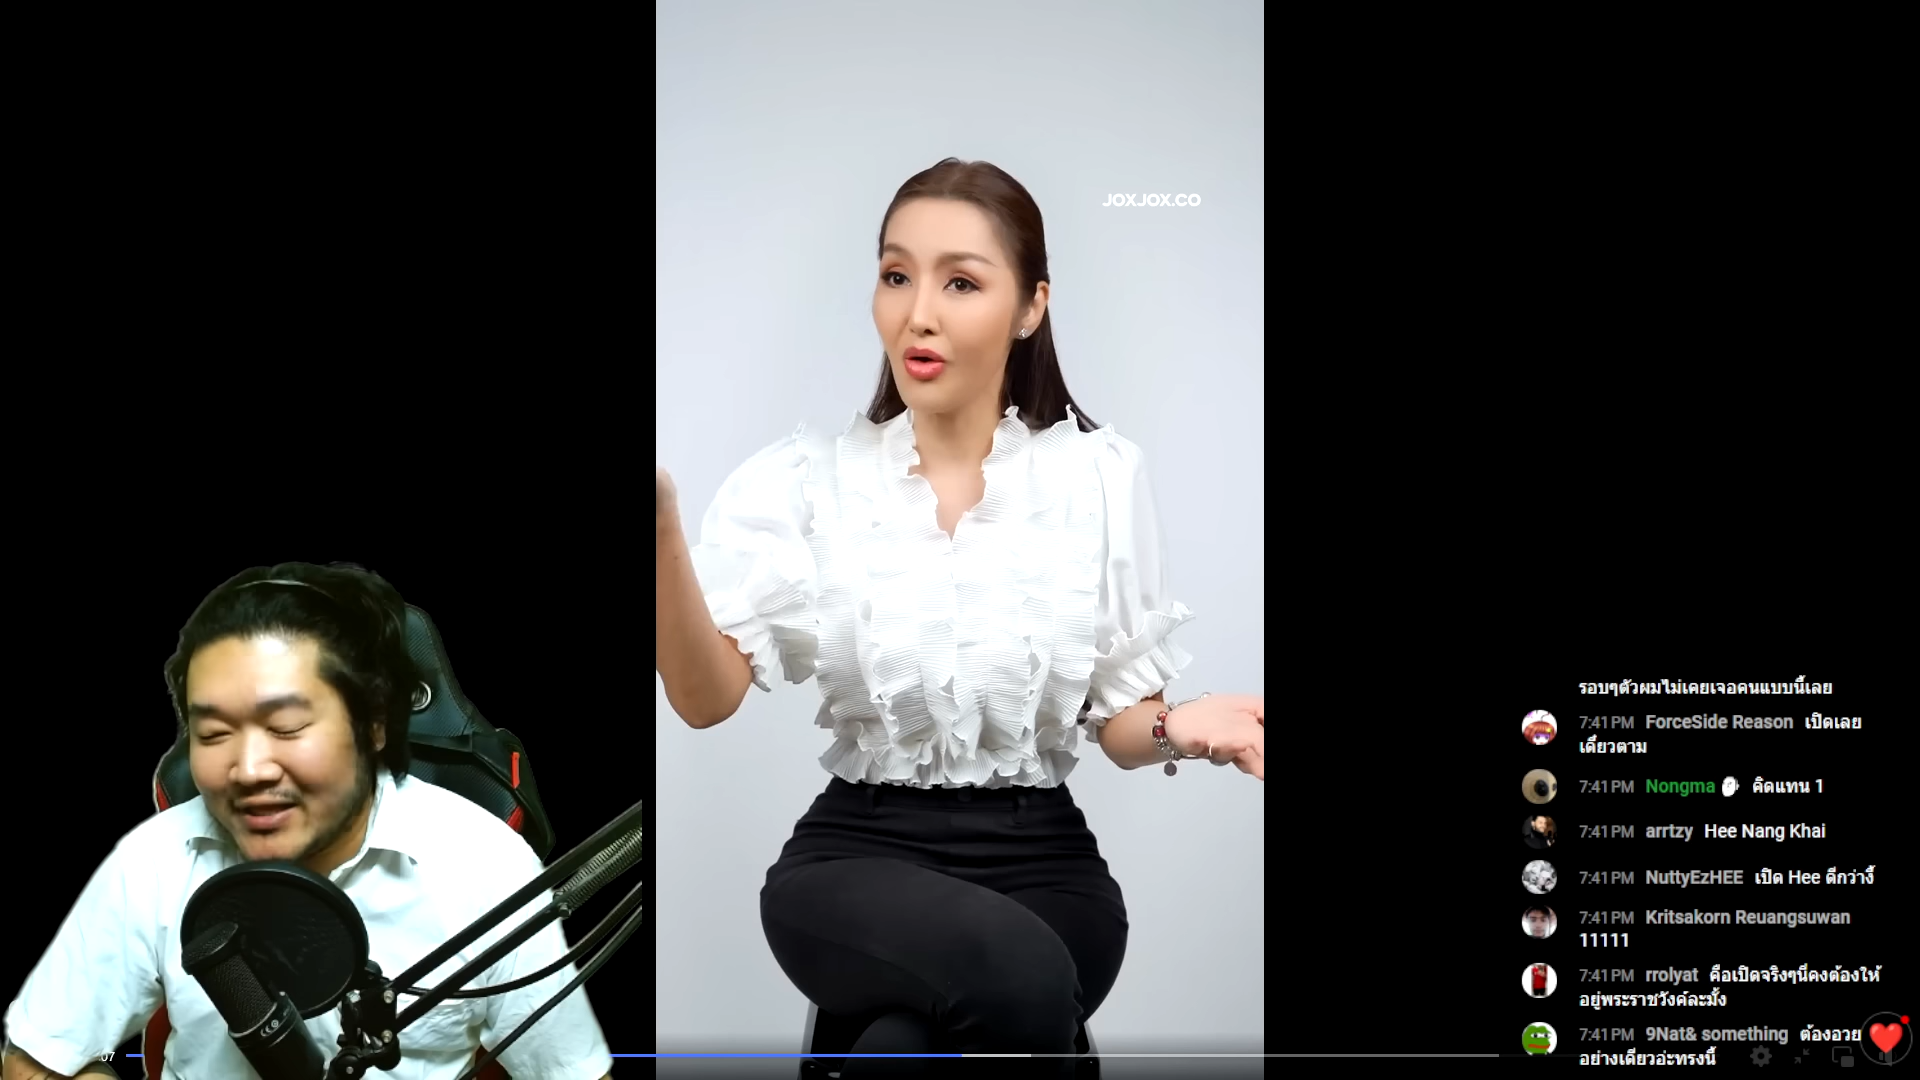 JOXJOX.CO
รอบๆตัวผมไม่เคยเจอคนแบบนี้เลย
7:41 PM ForceSide Reason เปิดเลย
เดี๋ยวตาม
7:41 PM Nongma คิดแทน 1
7:41 PM arrtzy Hee Nang Khai
7:41 PM NuttyEzHEE เปิด Hee ดีกว่างี้
7:41 PM Kritsakorn Reuangsuwan
11111
7:41 PM rrolyat คือเปิดจริงๆนี่คงต้องให้
อยู่พระราชวังค์ละมั้ง
7:41 PM 9Nat& something ต้องอวย
อย่างเดียวอ่ะทรงนี้
:07